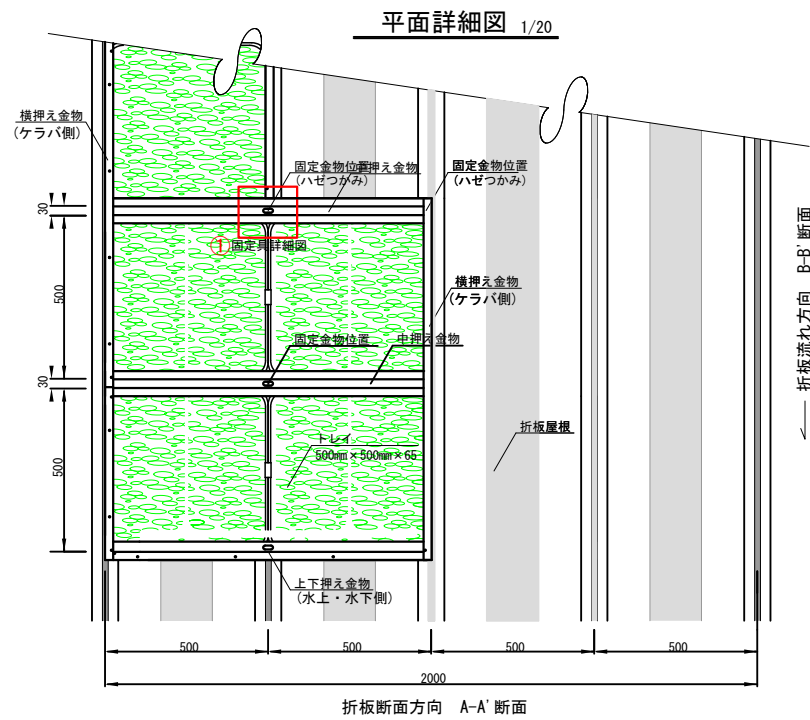 平面詳細図 1/20
横押え金物
(ケラバ側)
固定金物位置
(ハゼつかみ)
中押え金物
固定金物位置
(ハゼつかみ)
30
①固定具詳細図
500
横押え金物
(ケラバ側)
固定金物位置
中押え金物
30
トレイ
500mm×500mm×65
折板屋根
500
上下押え金物
(水上・水下側)
500
500
500
500
2000
折板断面方向 A-A'断面
← 折板流れ方向 B-B'断面